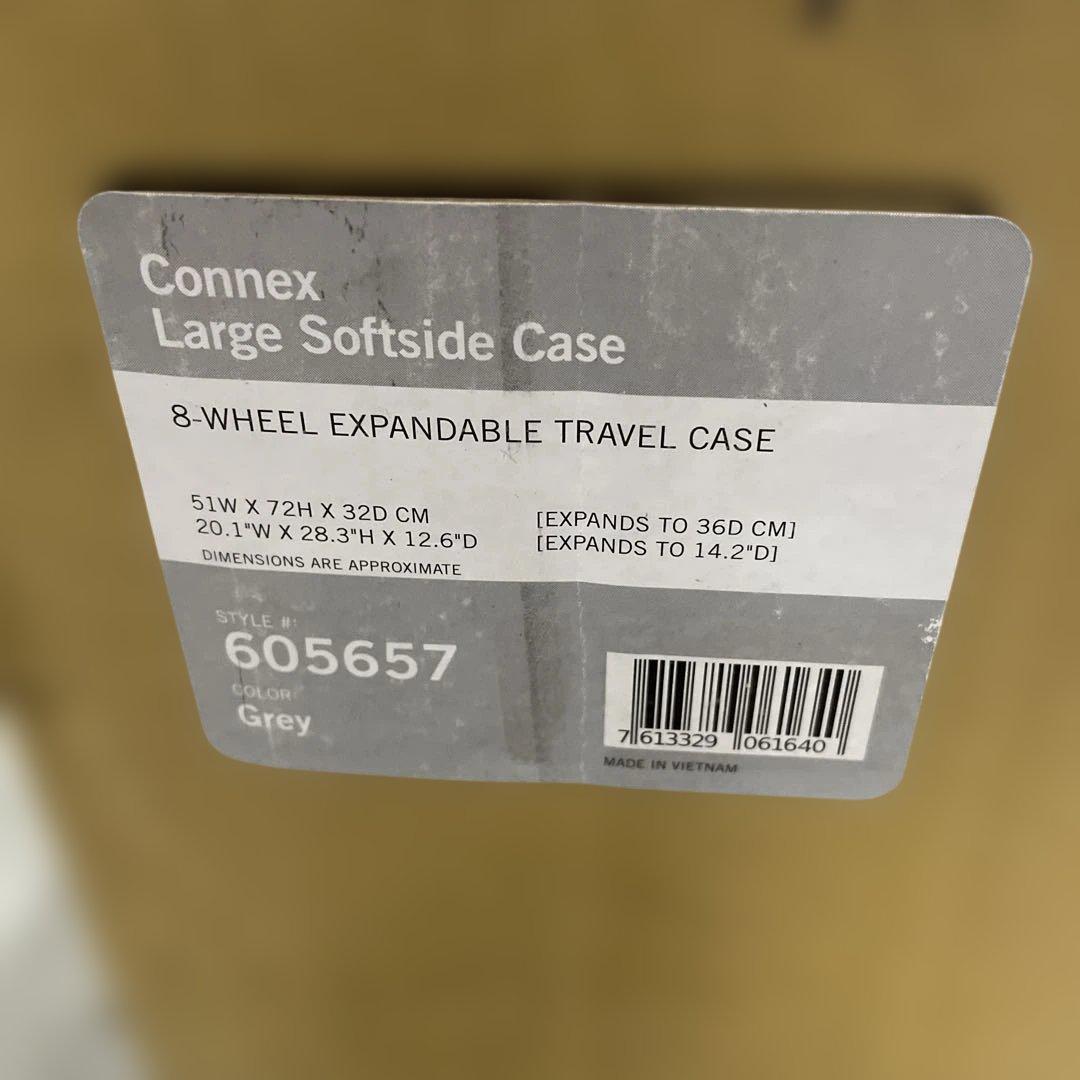 Connex
Large Softside Case
8-WHEEL EXPANDABLE TRAVEL CASE
51W X 72H X 32D CM [EXPANDS TO 36D CM]
20.1"W X 28.3"H X 12.6"D [EXPANDS TO 14.2"D]
DIMENSIONS ARE APPROXIMATE
STYLE #:
605657
COLOR:
Grey
7 613329 061640
MADE IN VIETNAM